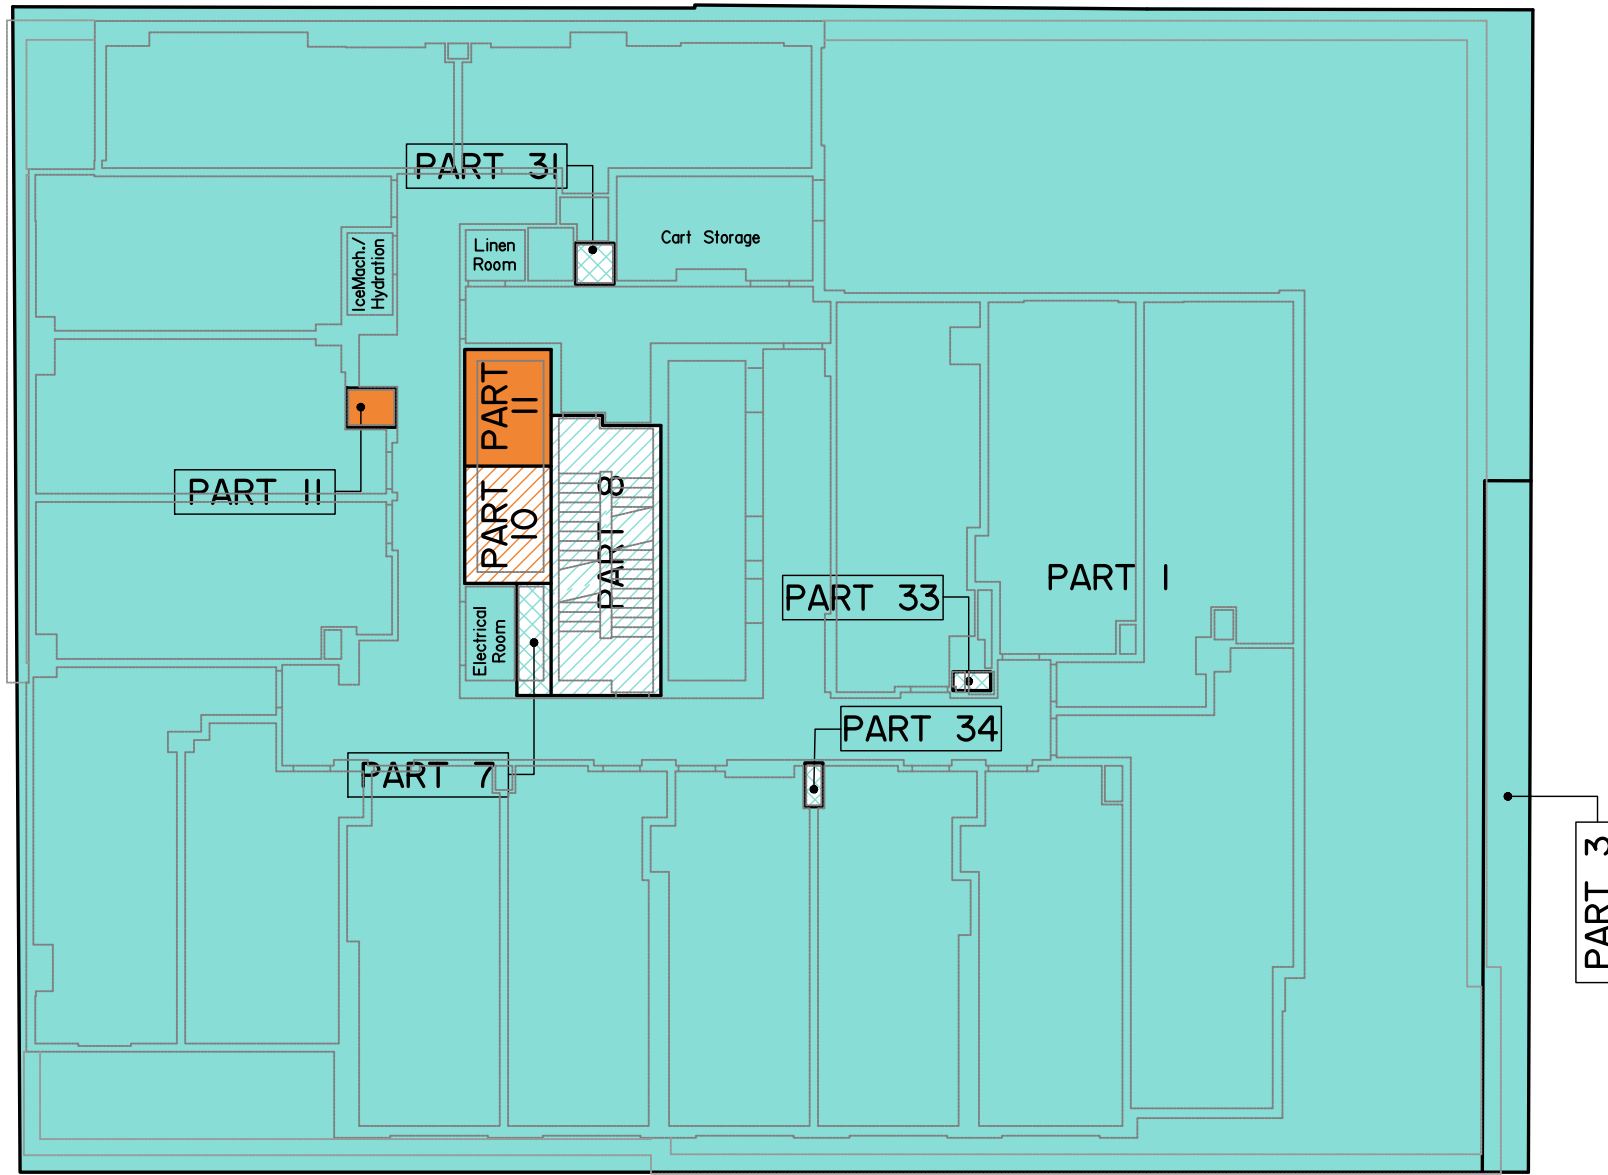 PART 31
Linen
Room
Cart Storage
IceMach./
Hydration
PART
11
PART 11
PART
10
PART 8
PART 33
PART 1
Electrical
Room
PART 34
PART 7
PART 3